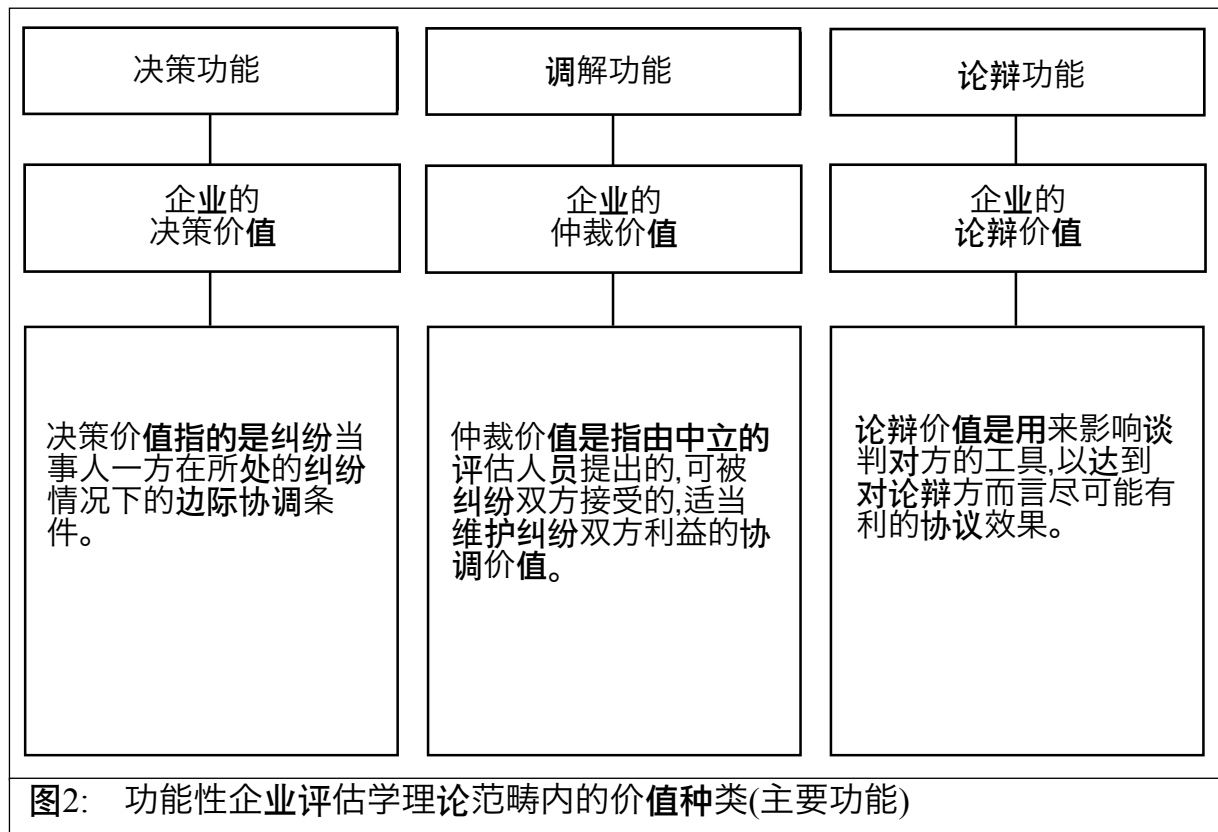 决策功能
企业的
决策价值
决策价值指的是纠纷当
事人一方在所处的纠纷
情况下的边际协调条
件。
调解功能
企业的
仲裁价值
仲裁价值是指由中立的
评估人员提出的,可被
纠纷双方接受的,适当
维护纠纷双方利益的协
调价值。
论辩功能
企业的
论辩价值
论辩价值是用来影响谈
判对方的工具,以达到
对论辩方而言尽可能有
利的协议效果。
图2: 功能性企业评估学理论范畴内的价值种类(主要功能)